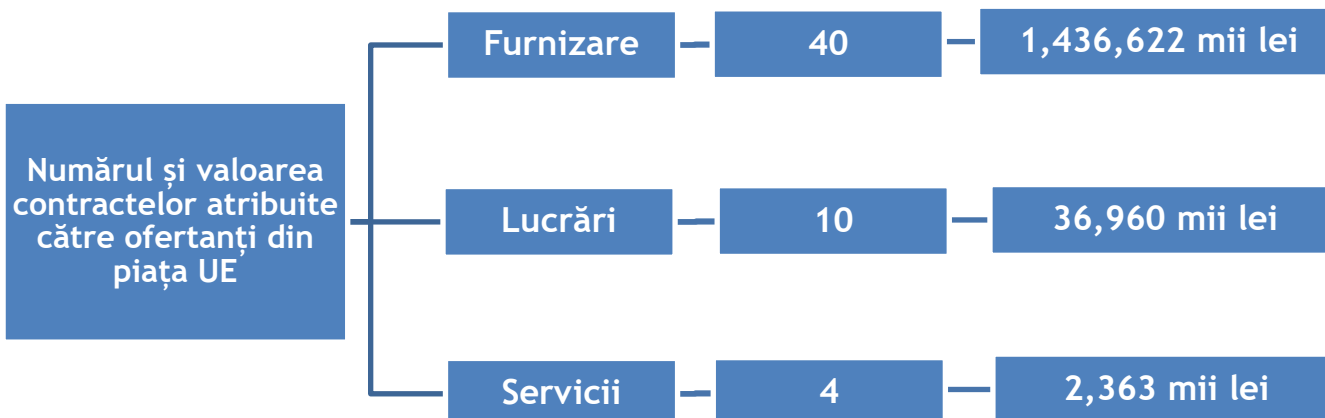 Furnizare 40 1,436,622 mii lei
Numărul și valoarea
contractelor atribuite
către ofertanți din
piața UE
Lucrări 10 36,960 mii lei
Servicii 4 2,363 mii lei